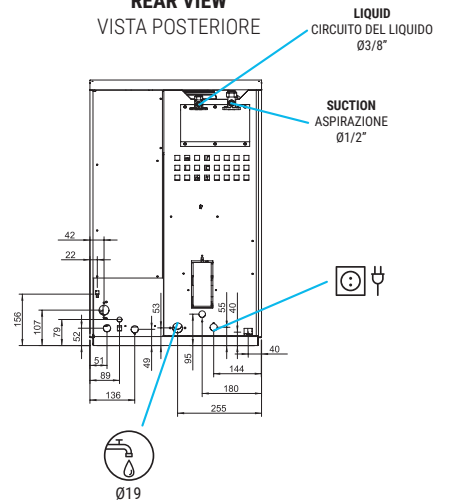 REAR VIEW
VISTA POSTERIORE
LIQUID
CIRCUITO DEL LIQUIDO
Ø3/8”
SUCTION
ASPIRAZIONE
Ø1/2”
42
22
156
107
79
52
51
89
136
49
53
95
55
40
40
144
180
255
Ø19